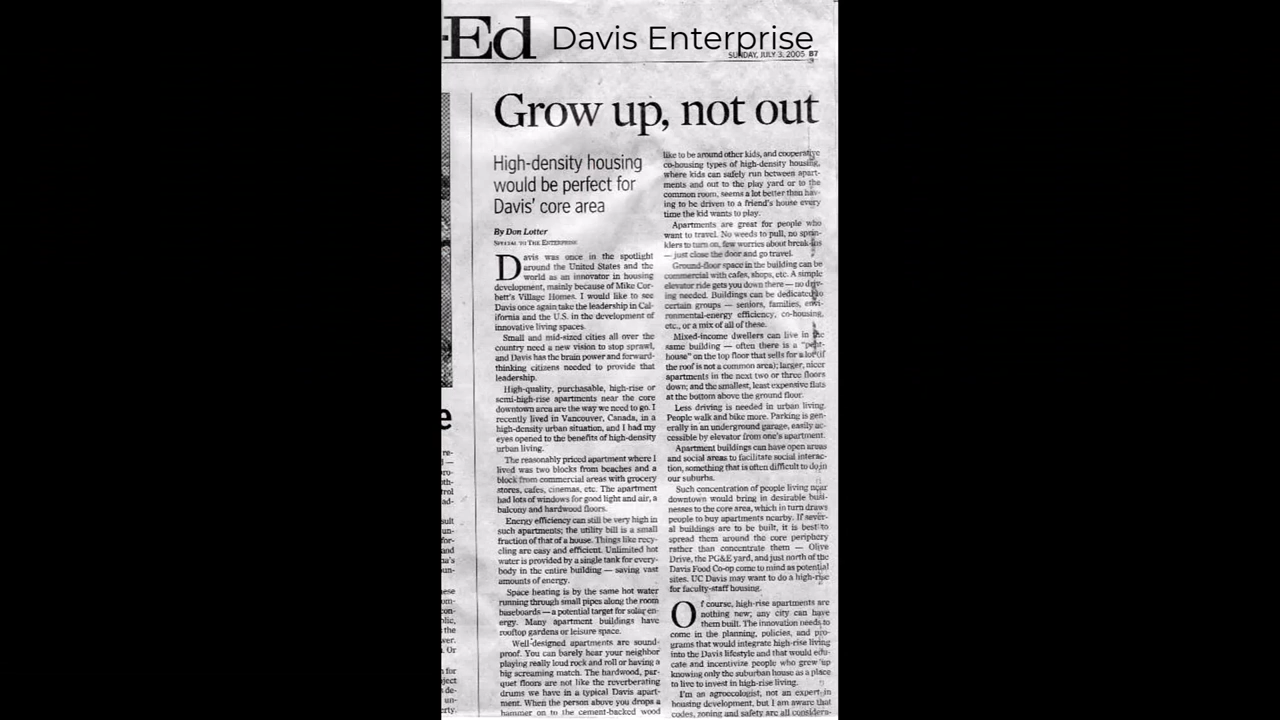 -Ed Davis Enterprise
SUNDAY, JULY 3, 2005 B7
Grow up, not out
High-density housing
would be perfect for
Davis' core area
By Don Lotter
SPECIAL TO THE ENTERPRISE
Davis was once in the spotlight
around the United States and the
world as an innovator in housing
development, mainly because of Mike Cor-
bett's Village Homes. I would like to see
Davis once again take the leadership in Cal-
ifornia and the U.S. in the development of
innovative living spaces.
Small and mid-sized cities all over the
country need a new vision to stop sprawl,
and Davis has the brain power and forward-
thinking citizens needed to provide that
leadership.
High-quality, purchasable, high-rise or
semi-high-rise apartments near the core
downtown area are the way we need to go. I
recently lived in Vancouver, Canada, in a
high-density urban situation, and I had my
eyes opened to the benefits of high-density
urban living.
The reasonably priced apartment where I
lived was two blocks from beaches and a
block from commercial areas with grocery
stores, cafes, cinemas, etc. The apartment
had lots of windows for good light and air, a
balcony and hardwood floors.
Energy efficiency can still be very high in
such apartments; the utility bill is a small
fraction of that of a house. Things like recy-
cling are easy and efficient. Unlimited hot
water is provided by a single tank for every-
body in the entire building — saving vast
amounts of energy.
Space heating is by the same hot water
running through small pipes along the room
baseboards — a potential target for solar en-
ergy. Many apartment buildings have
rooftop gardens or leisure space.
Well-designed apartments are sound-
proof. You can barely hear your neighbor
playing really loud rock and roll or having a
big screaming match. The hardwood, par-
quet floors are not like the reverberating
drums we have in a typical Davis apart-
ment. When the person above you drops a
hammer on to the cement-backed wood
like to be around other kids, and cooperative
co-housing types of high-density housing,
where kids can safely run between apart-
ments and out to the play yard or to the
common room, seems a lot better than hav-
ing to be driven to a friend's house every
time the kid wants to play.
Apartments are great for people who
want to travel. No weeds to pull, no sprin-
klers to turn on, few worries about break-ins
— just close the door and go travel.
Ground-floor space in the building can be
commercial with cafes, shops, etc. A simple
elevator ride gets you down there — no driv-
ing needed. Buildings can be dedicated to
certain groups — seniors, families, envi-
ronmental-energy efficiency, co-housing,
etc., or a mix of all of these.
Mixed-income dwellers can live in the
same building — often there is a "pent-
house" on the top floor that sells for a lot (if
the roof is not a common area); larger, nicer
apartments in the next two or three floors
down; and the smallest, least expensive flats
at the bottom above the ground floor.
Less driving is needed in urban living.
People walk and bike more. Parking is gen-
erally in an underground garage, easily ac-
cessible by elevator from one's apartment.
Apartment buildings can have open areas
and social areas to facilitate social interac-
tion, something that is often difficult to do in
our suburbs.
Such concentration of people living near
downtown would bring in desirable busi-
nesses to the core area, which in turn draws
people to buy apartments nearby. If sever-
al buildings are to be built, it is best to
spread them around the core periphery
rather than concentrate them — Olive
Drive, the PG&E yard, and just north of the
Davis Food Co-op come to mind as potential
sites. UC Davis may want to do a high-rise
for faculty-staff housing.
Of course, high-rise apartments are
nothing new; any city can have
them built. The innovation needs to
come in the planning, policies, and pro-
grams that would integrate high-rise living
into the Davis lifestyle and that would edu-
cate and incentivize people who grew up
knowing only the suburban house as a place
to live to invest in high-rise living.
I'm an agroecologist, not an expert in
housing development, but I am aware that
codes, zoning and safety are all considera-